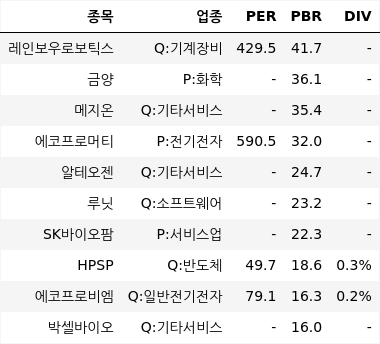 종목 업종 PER PBR DIV
레인보우로보틱스 Q:기계장비 429.5 41.7 -
금양 P:화학 - 36.1 -
메지온 Q:기타서비스 - 35.4 -
에코프로머티 P:전기전자 590.5 32.0 -
알테오젠 Q:기타서비스 - 24.7 -
루닛 Q:소프트웨어 - 23.2 -
SK바이오팜 P:서비스업 - 22.3 -
HPSP Q:반도체 49.7 18.6 0.3%
에코프로비엠 Q:일반전기전자 79.1 16.3 0.2%
박셀바이오 Q:기타서비스 - 16.0 -